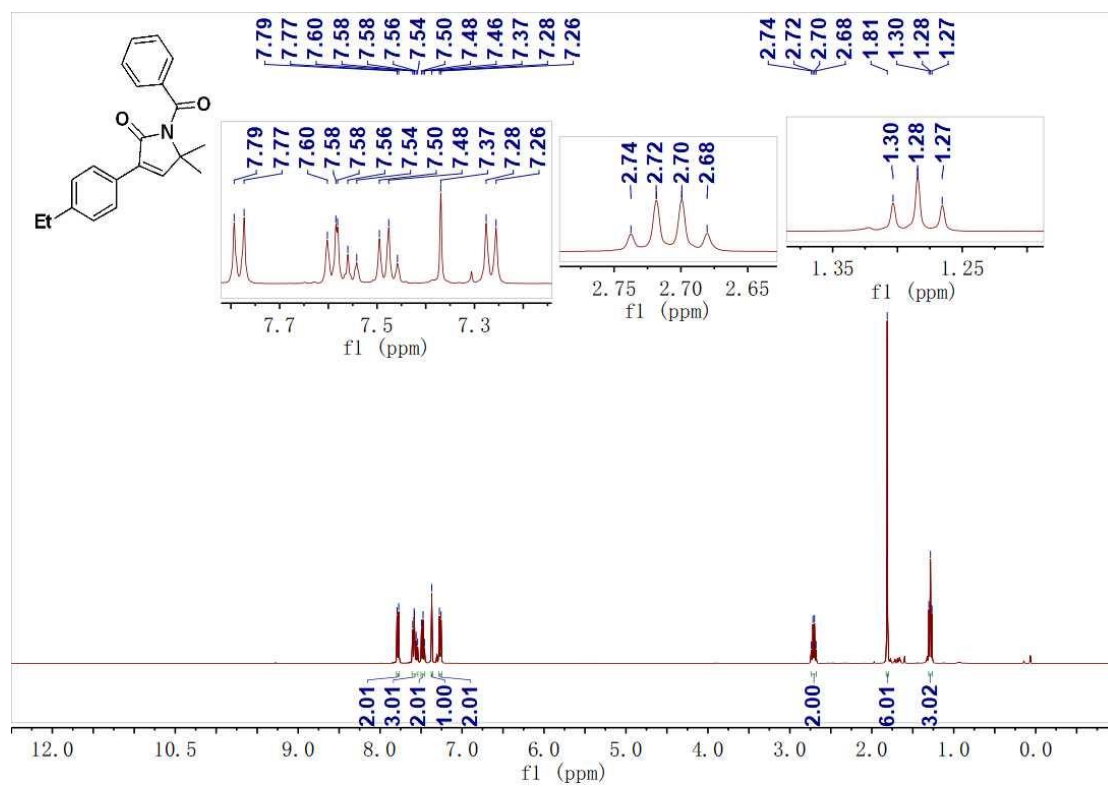 7.79 7.77 7.60 7.58 7.58 7.56 7.54 7.50 7.48 7.46 7.37 7.28 7.26
2.74 2.72 2.70 2.68 1.81 1.30 1.28 1.27
O N O
Et
7.79 7.77 7.60 7.58 7.58 7.56 7.54 7.50 7.48 7.37 7.28 7.26
7.7 7.5 7.3
f1 (ppm)
2.74 2.72 2.70 2.68
2.75 2.70 2.65
f1 (ppm)
1.30 1.28 1.27
1.35 1.25
f1 (ppm)
2.01 3.01 2.01 1.00 2.01 2.00 6.01 3.02
12.0 10.5 9.0 8.0 7.0 6.0 5.0 4.0 3.0 2.0 1.0 0.0
f1 (ppm)